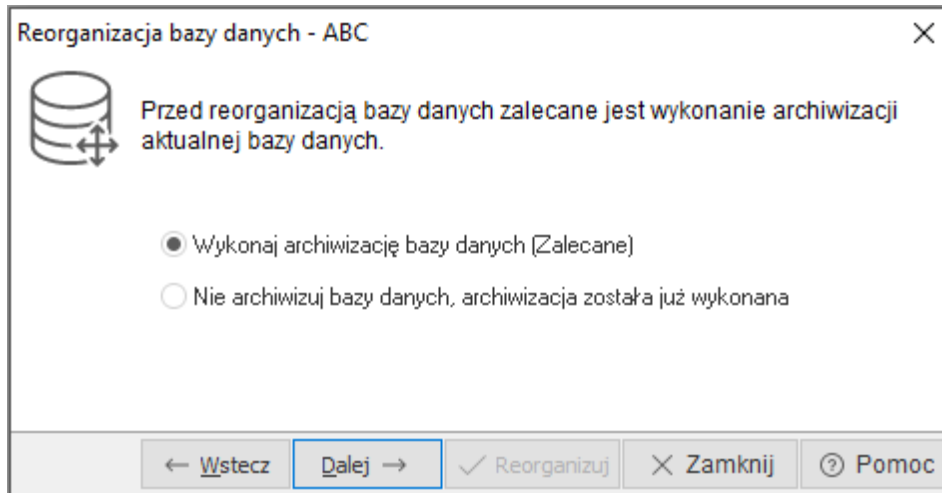 Reorganizacja bazy danych - ABC
Przed reorganizacją bazy danych zalecane jest wykonanie archiwizacji
aktualnej bazy danych.
Wykonaj archiwizację bazy danych (Zalecane)
Nie archiwizuj bazy danych, archiwizacja została już wykonana
← Wstecz Dalej → Reorganizuj Zamknij Pomoc